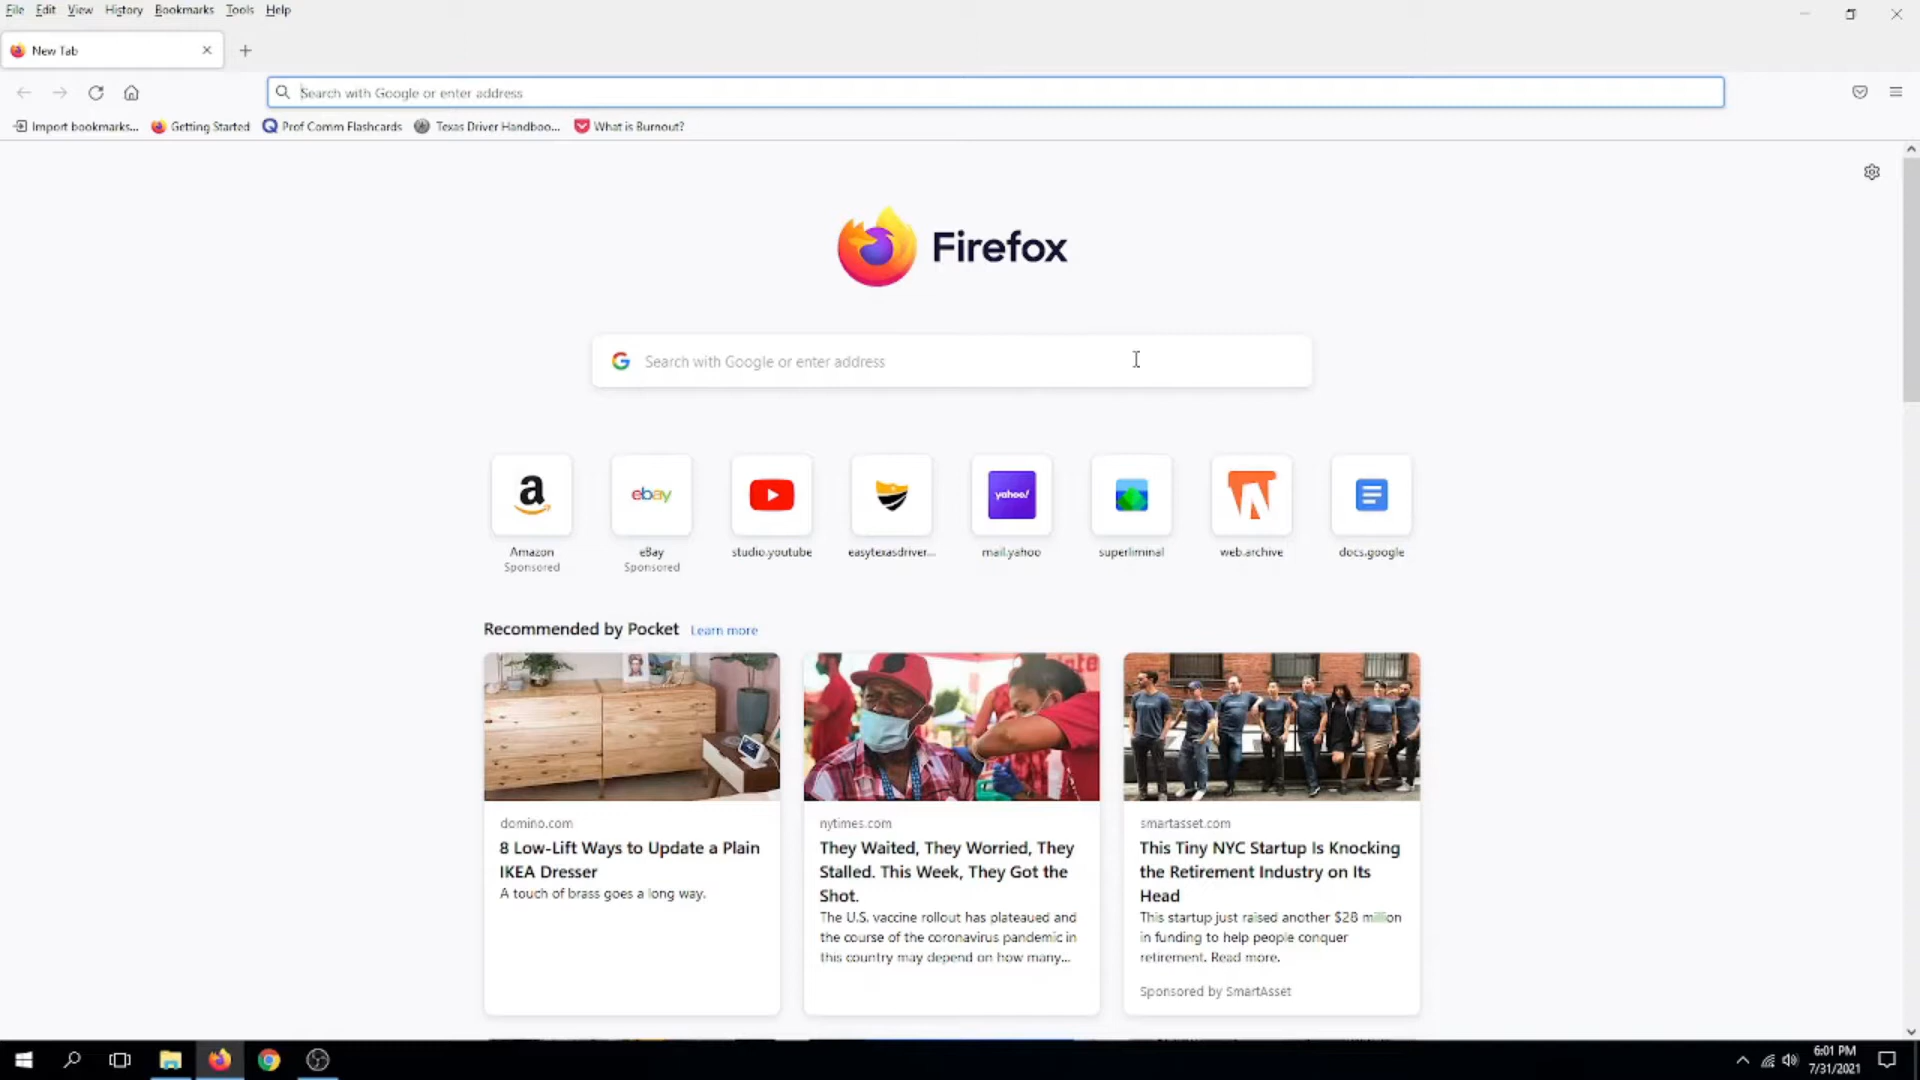 File Edit View History Bookmarks Tools Help
New Tab
Search with Google or enter address
Import bookmarks... Getting Started Prof Comm Flashcards Texas Driver Handboo... What is Burnout?
Firefox
Search with Google or enter address
a ebay yahoo!
Amazon eBay studio.youtube easytexasdriver... mail.yahoo superliminal web.archive docs.google
Sponsored Sponsored
Recommended by Pocket Learn more
domino.com
8 Low-Lift Ways to Update a Plain
IKEA Dresser
A touch of brass goes a long way.
nytimes.com
They Waited, They Worried, They
Stalled. This Week, They Got the
Shot.
The U.S. vaccine rollout has plateaued and
the course of the coronavirus pandemic in
this country may depend on how many...
smartasset.com
This Tiny NYC Startup Is Knocking
the Retirement Industry on Its
Head
This startup just raised another $28 million
in funding to help people conquer
retirement. Read more.
Sponsored by SmartAsset
6:01 PM
7/31/2021